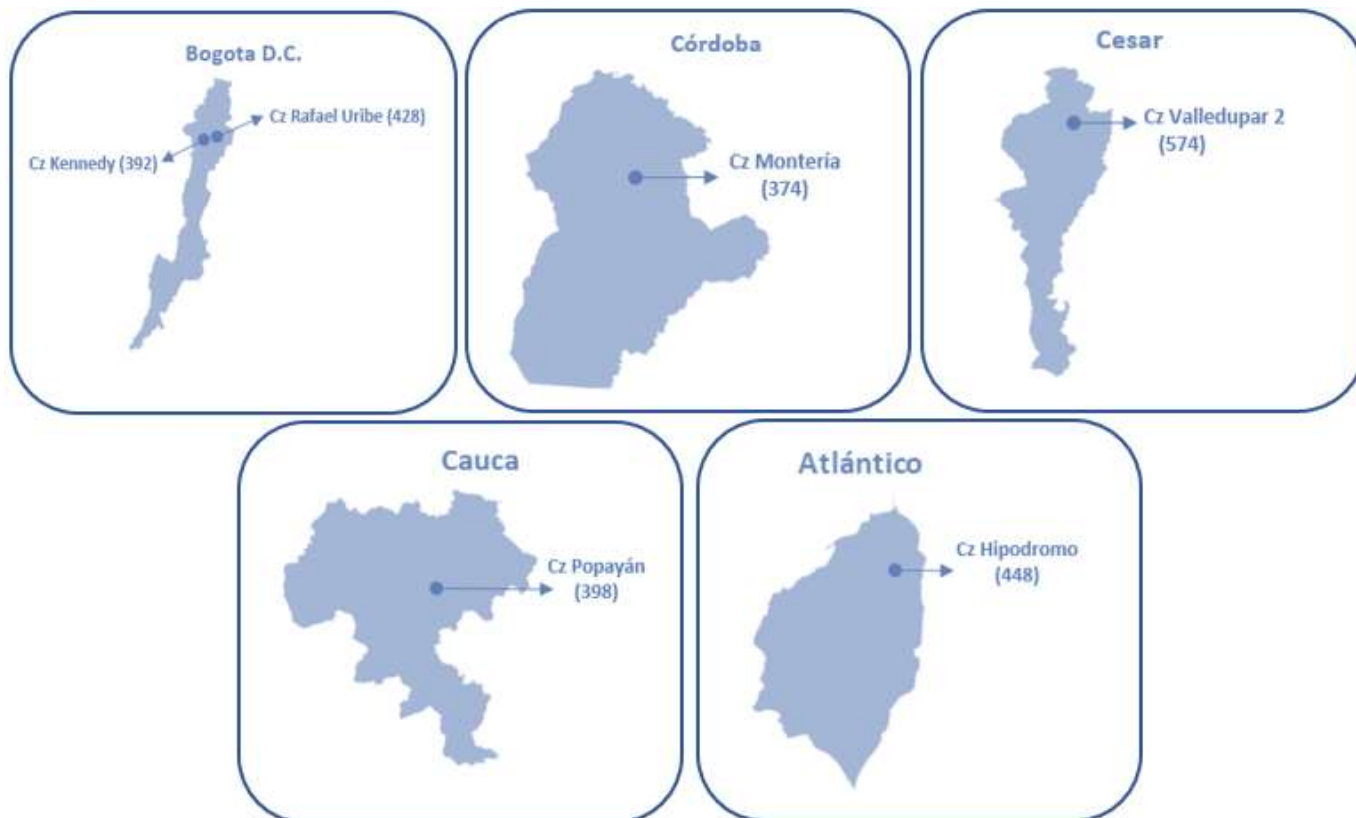 Bogota D.C.
Cz Rafael Uribe (428)
Cz Kennedy (392)
Córdoba
Cz Montería
(374)
Cesar
Cz Valledupar 2
(574)
Cauca
Cz Popayán
(398)
Atlántico
Cz Hipodromo
(448)